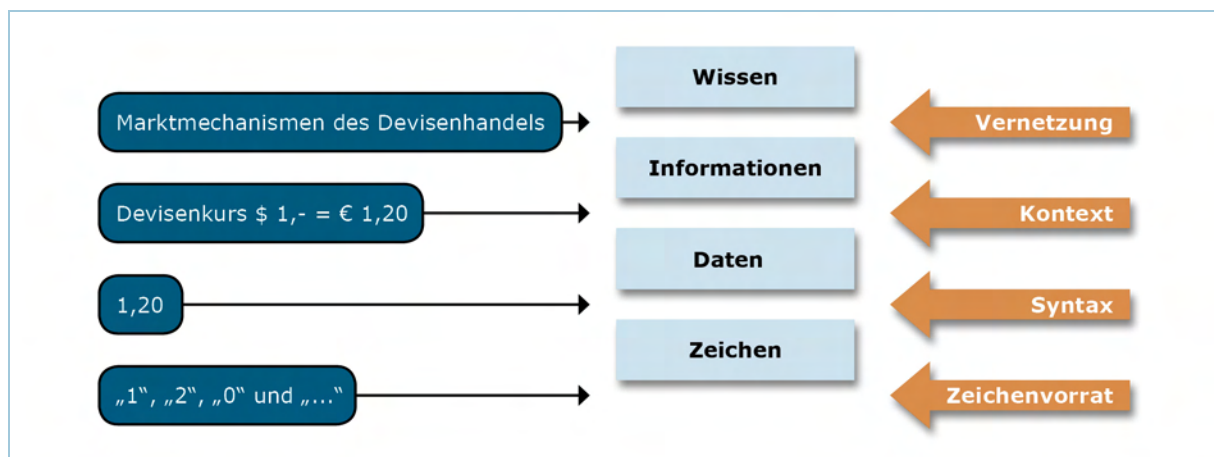 Wissen
Marktmechanismen des Devisenhandels
Vernetzung
Informationen
Devisenkurs $ 1,- = € 1,20
Kontext
Daten
1,20
Syntax
Zeichen
„1“, „2“, „0“ und „...“
Zeichenvorrat